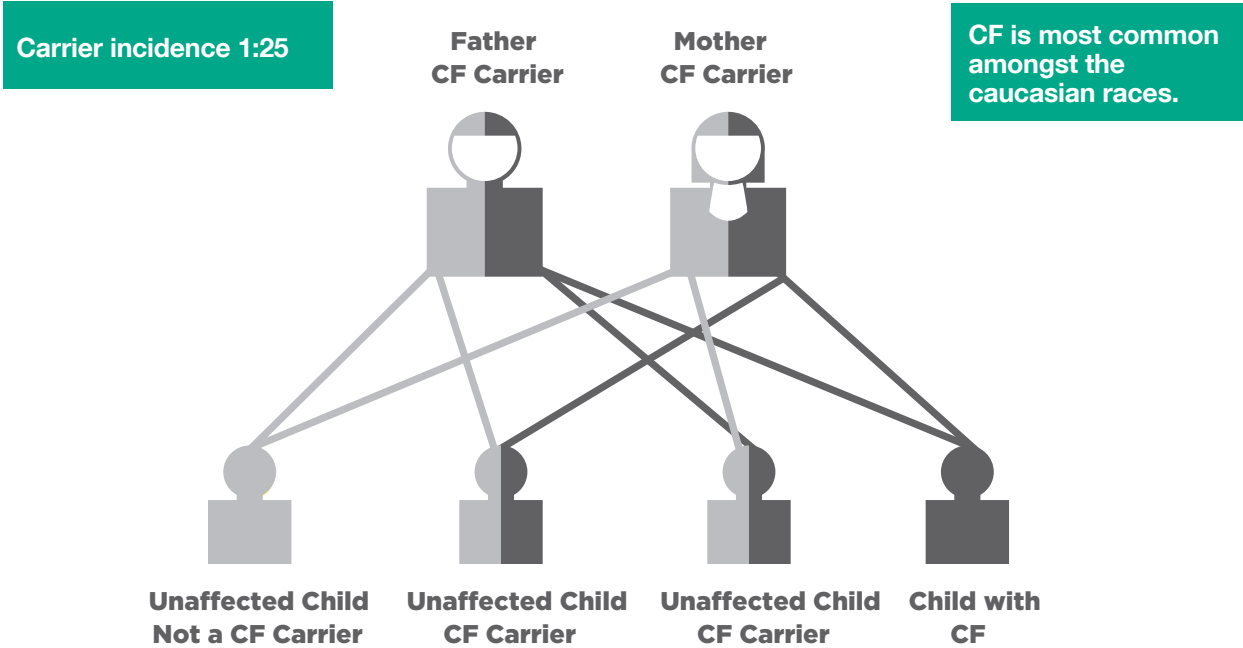 Carrier incidence 1:25
Father
CF Carrier
Mother
CF Carrier
CF is most common
amongst the
caucasian races.
Unaffected Child
Not a CF Carrier
Unaffected Child
CF Carrier
Unaffected Child
CF Carrier
Child with
CF